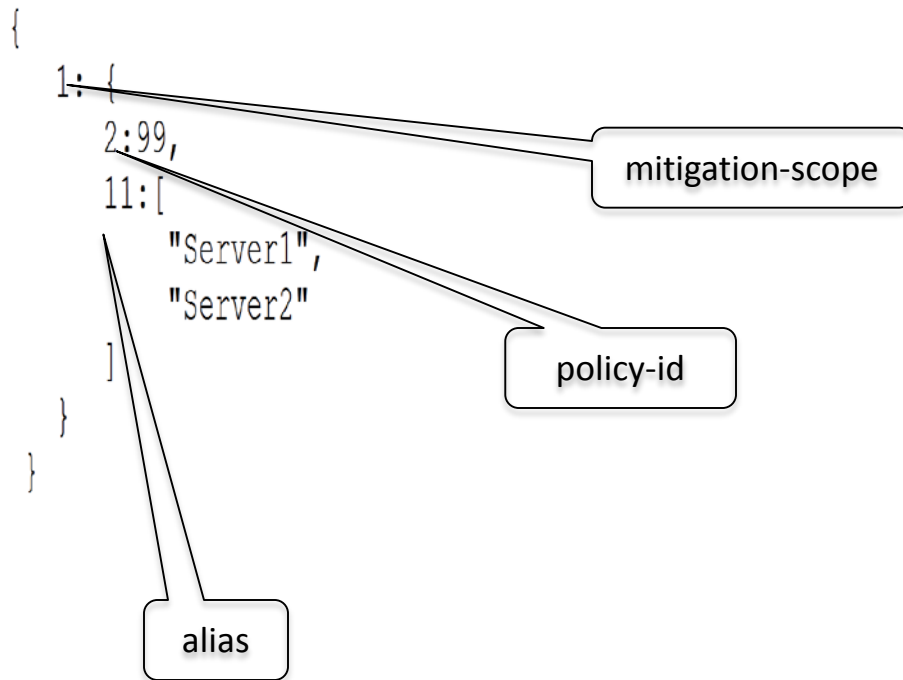 {
1: {
2:99,
11:[
"Server1",
"Server2"
]
}
}
mitigation-scope
policy-id
alias